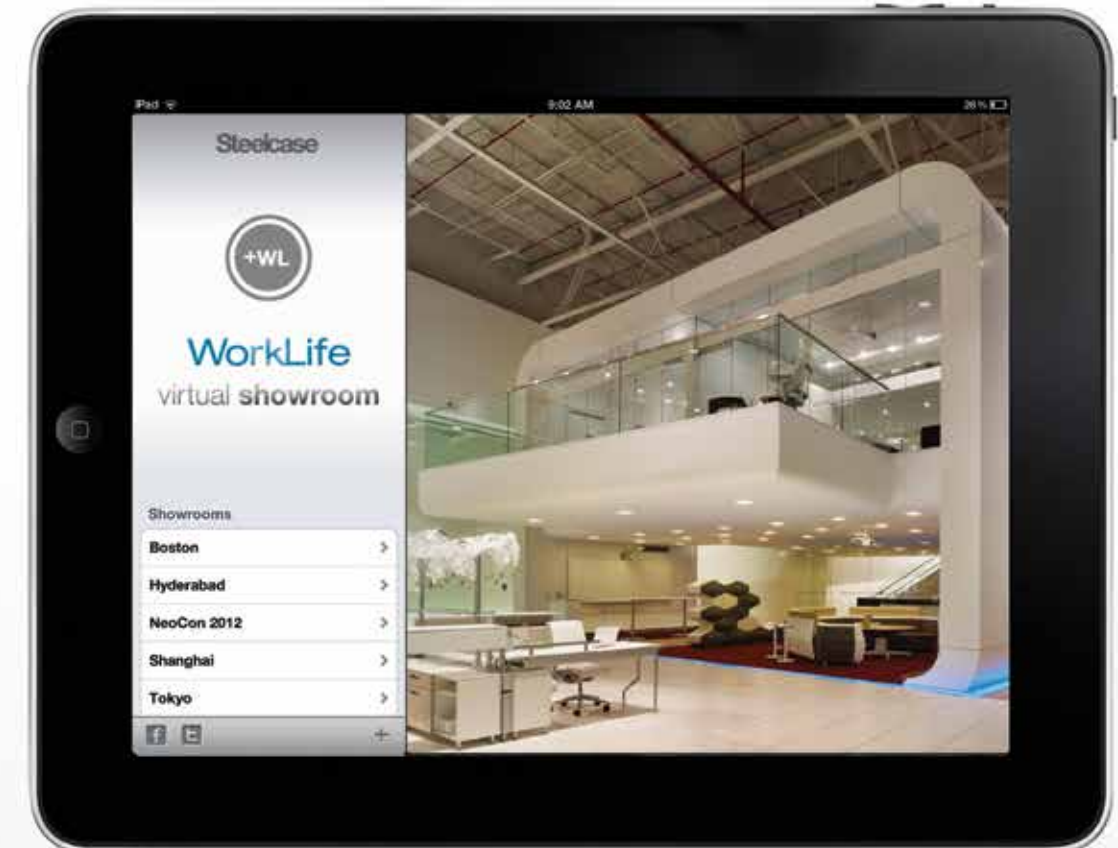 iPad 9:02 AM 26%
Steelcase
+WL
WorkLife
virtual showroom
Showrooms
Boston
Hyderabad
NeoCon 2012
Shanghai
Tokyo
f t +